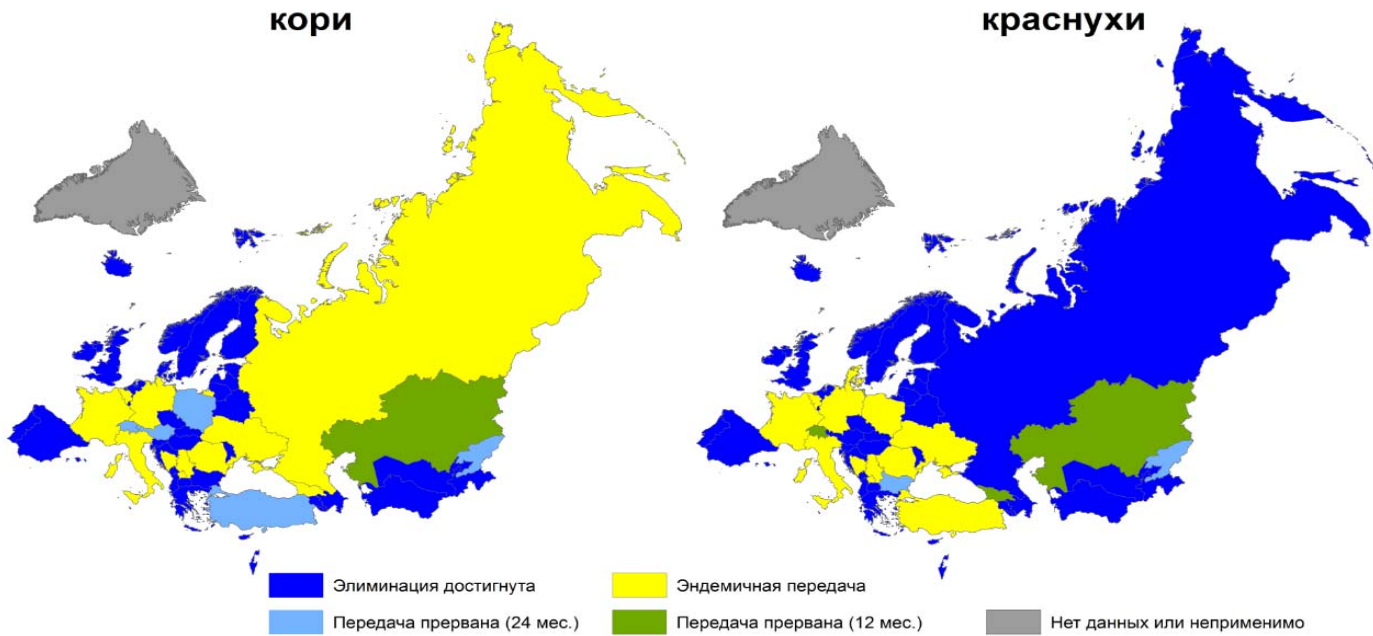 кори
краснухи
Элиминация достигнута
Эндемичная передача
Передача прервана (24 мес.)
Передача прервана (12 мес.)
Нет данных или неприменимо